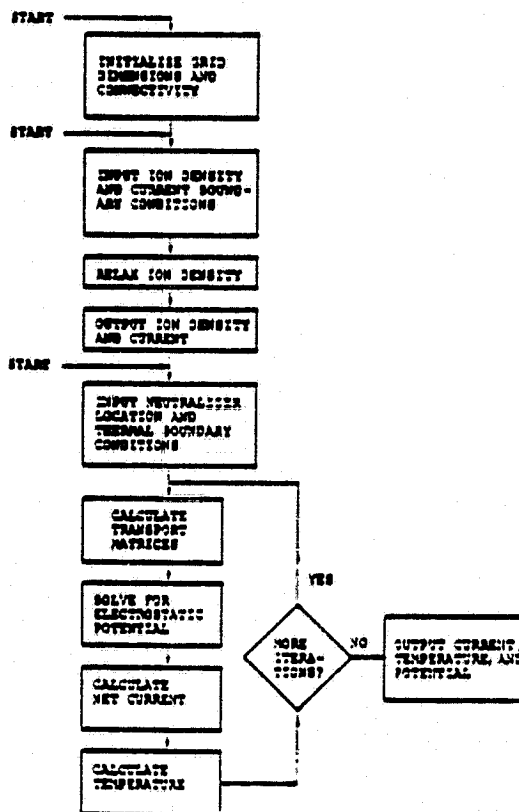 START
INITIALISE GRID
DIMENSIONS AND
CONNECTIVITY
START
INPUT ION DENSITY
AND CURRENT BOUND-
ARY CONDITIONS
RELAX ION DENSITY
OUTPUT ION DENSITY
AND CURRENT
START
INPUT NEUTRALIZER
LOCATION AND
THERMAL BOUNDARY
CONDITIONS
CALCULATE
TRANSPORT
MATRICES
SOLVE FOR
ELECTROSTATIC
POTENTIAL
CALCULATE
NET CURRENT
CALCULATE
TEMPERATURE
YES
MORE
ITERA-
TIONS?
NO
OUTPUT CURRENT,
TEMPERATURE, AND
POTENTIAL